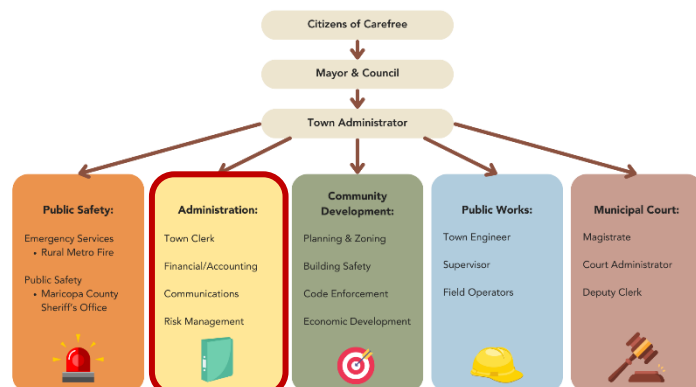 Citizens of Carefree
Mayor & Council
Town Administrator
Public Safety:
Emergency Services
• Rural Metro Fire
Public Safety
• Maricopa County
Sheriff's Office
Administration:
Town Clerk
Financial/Accounting
Communications
Risk Management
Community
Development:
Planning & Zoning
Building Safety
Code Enforcement
Economic Development
Public Works:
Town Engineer
Supervisor
Field Operators
Municipal Court:
Magistrate
Court Administrator
Deputy Clerk